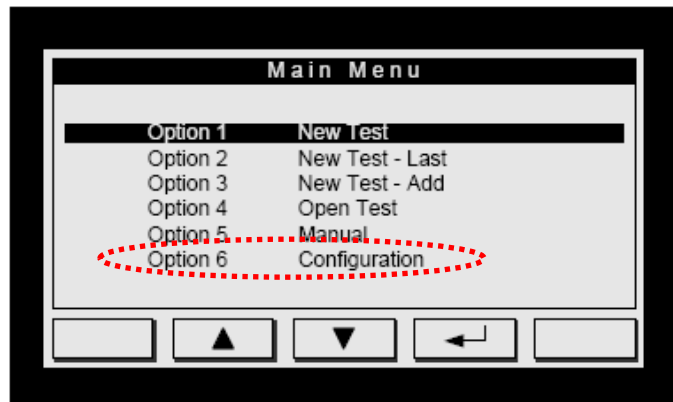 Main Menu
Option 1 New Test
Option 2 New Test - Last
Option 3 New Test - Add
Option 4 Open Test
Option 5 Manual
Option 6 Configuration